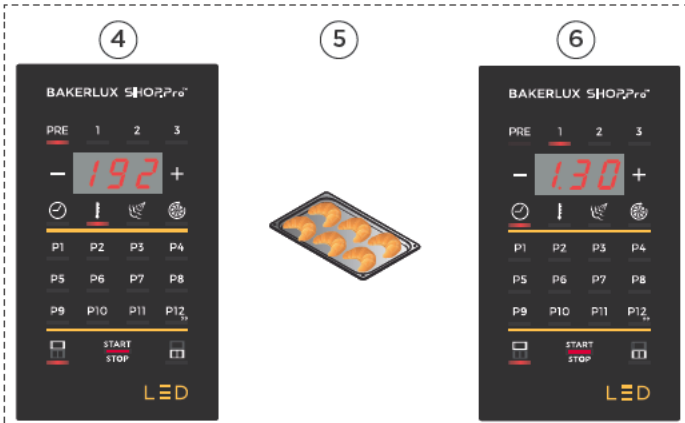 4
5
6
BAKERLUX SHOP.Pro™
PRE 1 2 3
− 192 +
P1 P2 P3 P4
P5 P6 P7 P8
P9 P10 P11 P12
START
STOP
LED
BAKERLUX SHOP.Pro™
PRE 1 2 3
− 1.30 +
P1 P2 P3 P4
P5 P6 P7 P8
P9 P10 P11 P12
START
STOP
LED